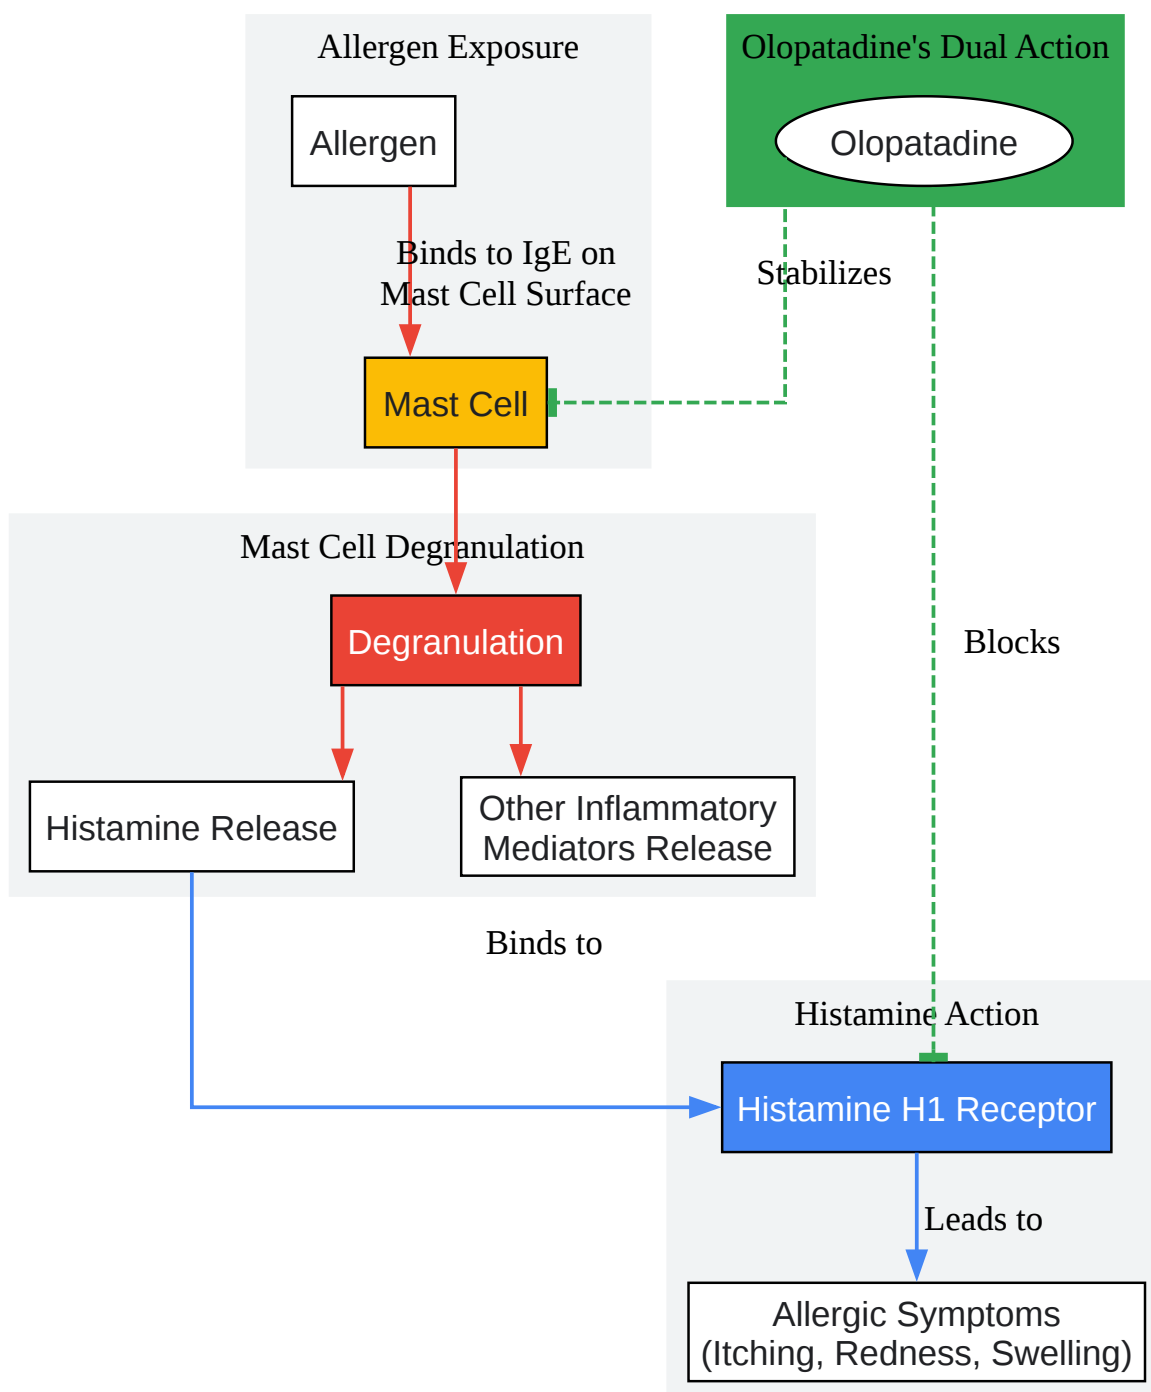 Allergen Exposure
Olopatadine's Dual Action
Allergen
Olopatadine
Binds to IgE on
Mast Cell Surface
Stabilizes
Mast Cell
Mast Cell Degranulation
Degranulation
Blocks
Histamine Release
Other Inflammatory
Mediators Release
Binds to
Histamine Action
Histamine H1 Receptor
Leads to
Allergic Symptoms
(Itching, Redness, Swelling)